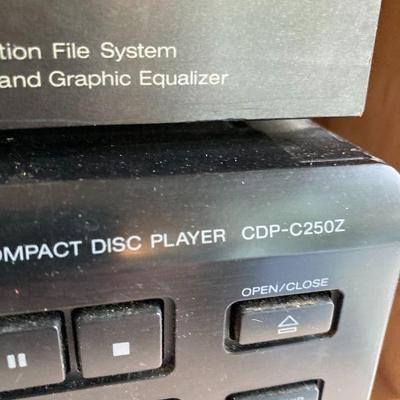 tion File System
and Graphic Equalizer
OMPACT DISC PLAYER CDP-C250Z
OPEN/CLOSE